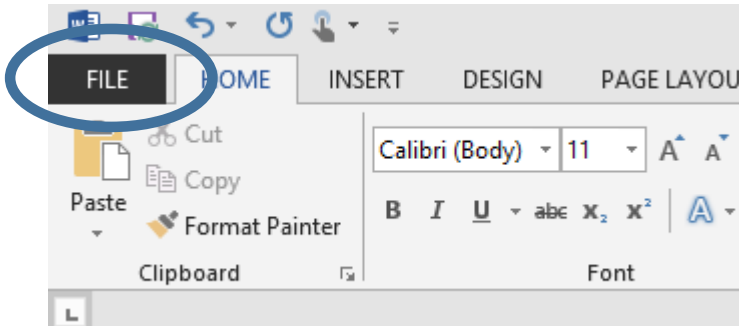 FILE HOME INSERT DESIGN PAGE LAYOU
Cut
Calibri (Body) 11 A A
Copy
Paste
B I U abc X₂ X² A
Format Painter
Clipboard Font